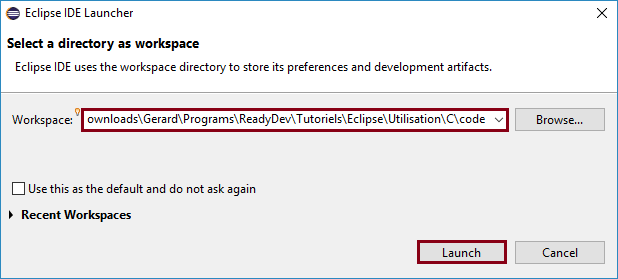 Eclipse IDE Launcher
Select a directory as workspace
Eclipse IDE uses the workspace directory to store its preferences and development artifacts.
Workspace: ownloads\Gerard\Programs\ReadyDev\Tutoriels\Eclipse\Utilisation\C\code Browse...
Use this as the default and do not ask again
Recent Workspaces
Launch Cancel